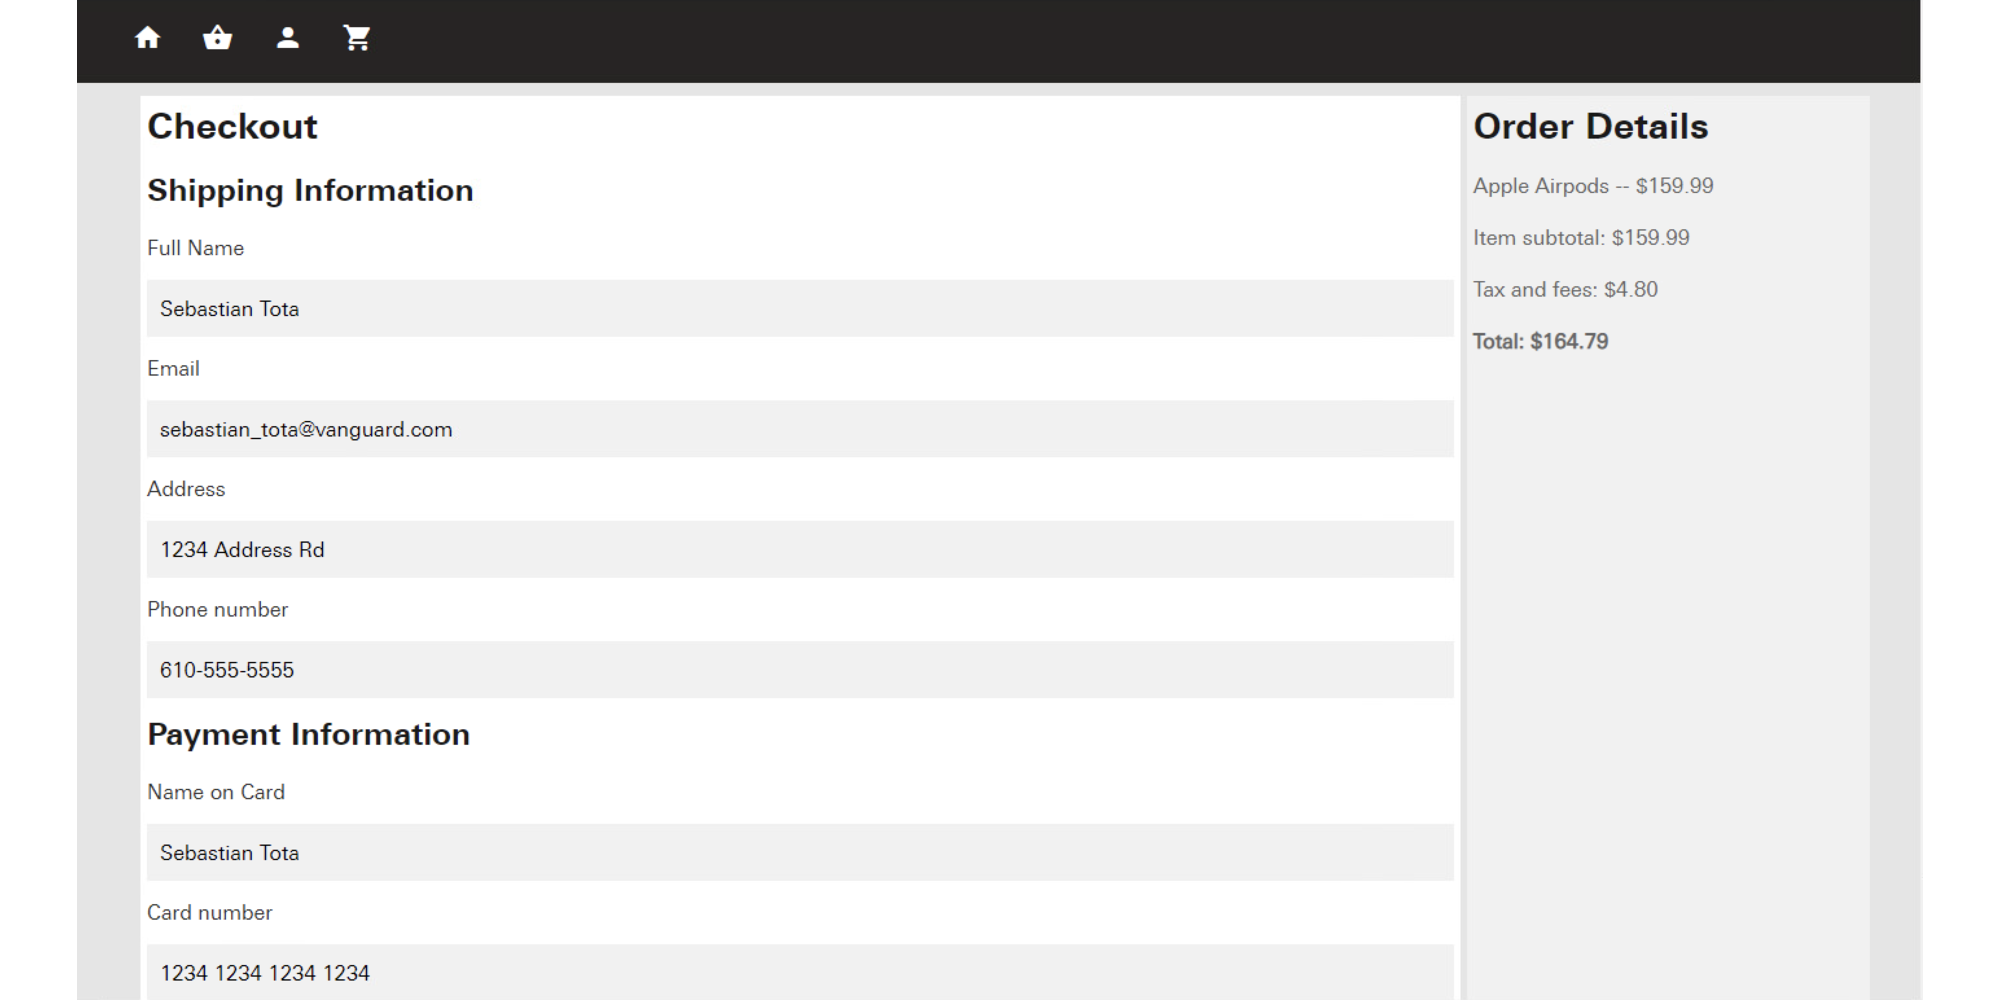 Checkout
Shipping Information
Full Name
Sebastian Tota
Email
sebastian_tota@vanguard.com
Address
1234 Address Rd
Phone number
610-555-5555
Payment Information
Name on Card
Sebastian Tota
Card number
1234 1234 1234 1234
Order Details
Apple Airpods -- $159.99
Item subtotal: $159.99
Tax and fees: $4.80
Total: $164.79